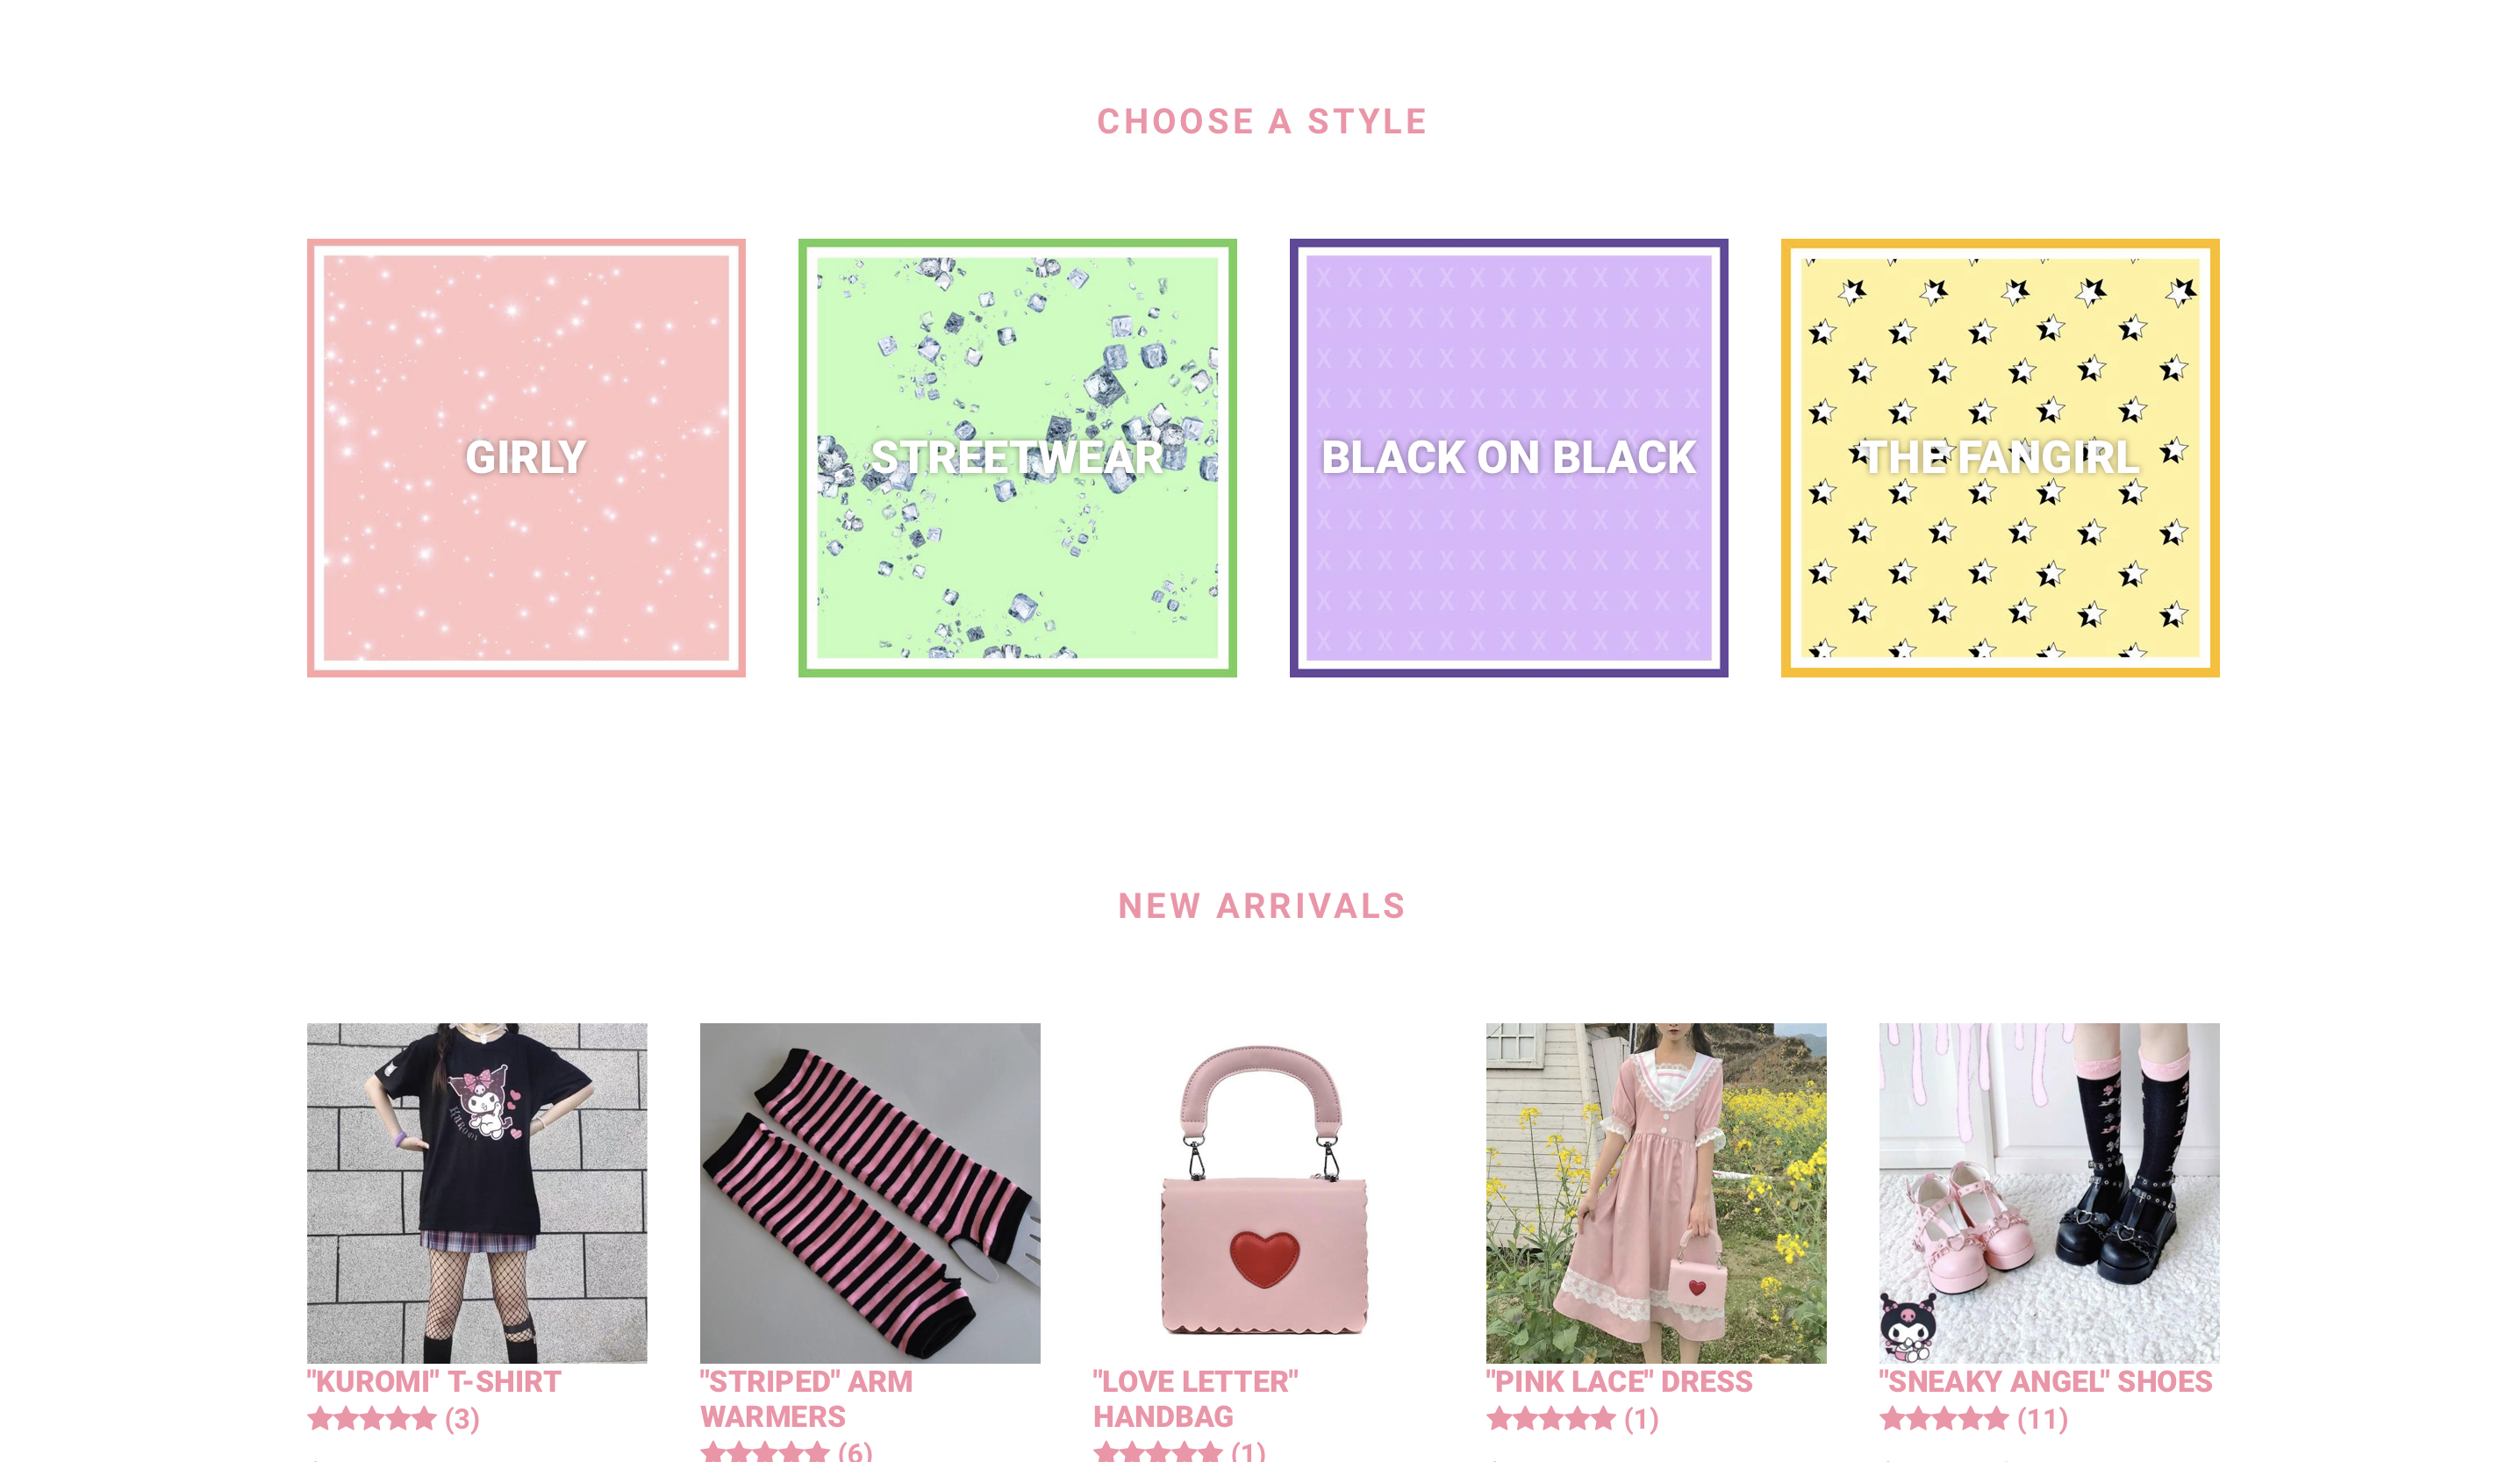 CHOOSE A STYLE
GIRLY
STREETWEAR
BLACK ON BLACK
THE FANGIRL
NEW ARRIVALS
Kuromi
"KUROMI" T-SHIRT
(3)
"STRIPED" ARM
WARMERS
(6)
"LOVE LETTER"
HANDBAG
(1)
"PINK LACE" DRESS
(1)
"SNEAKY ANGEL" SHOES
(11)